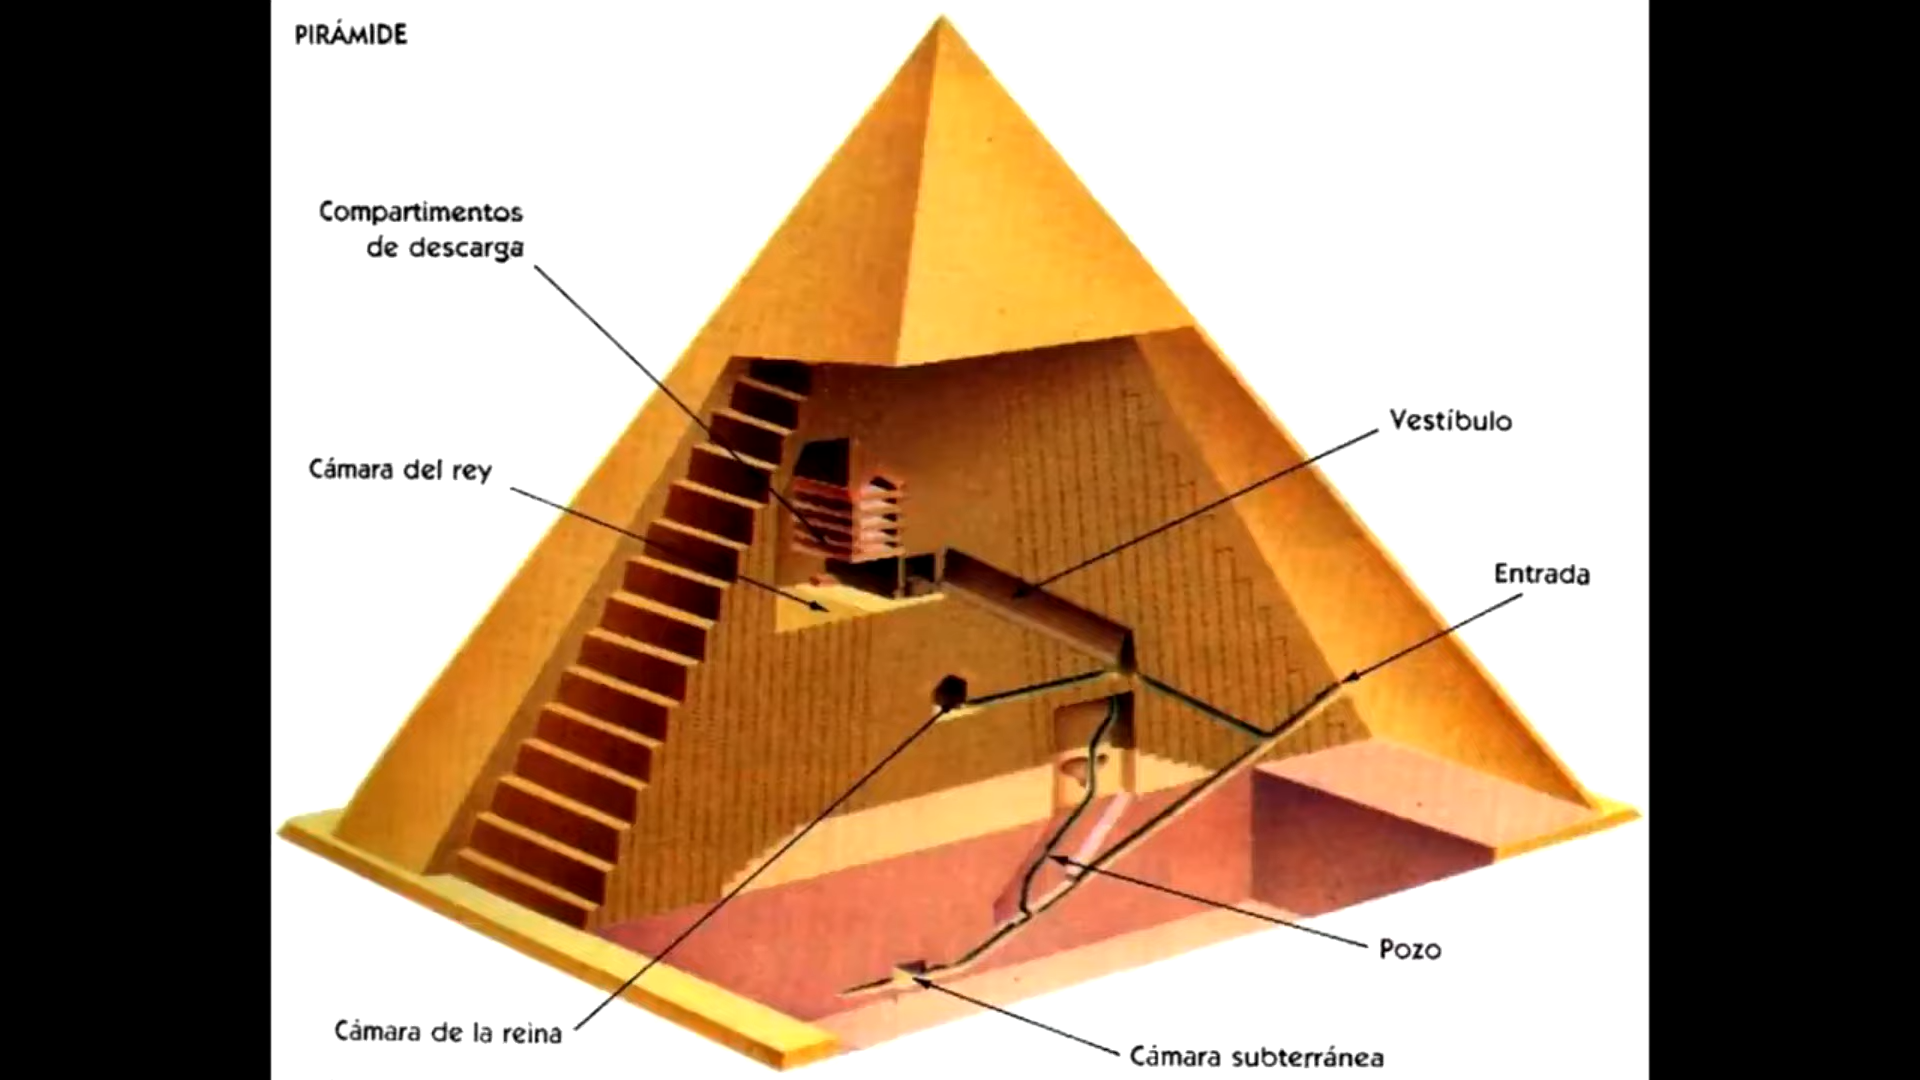 PIRÁMIDE
Compartimentos
de descarga
Vestíbulo
Cámara del rey
Entrada
Pozo
Cámara de la reina
Cámara subterránea